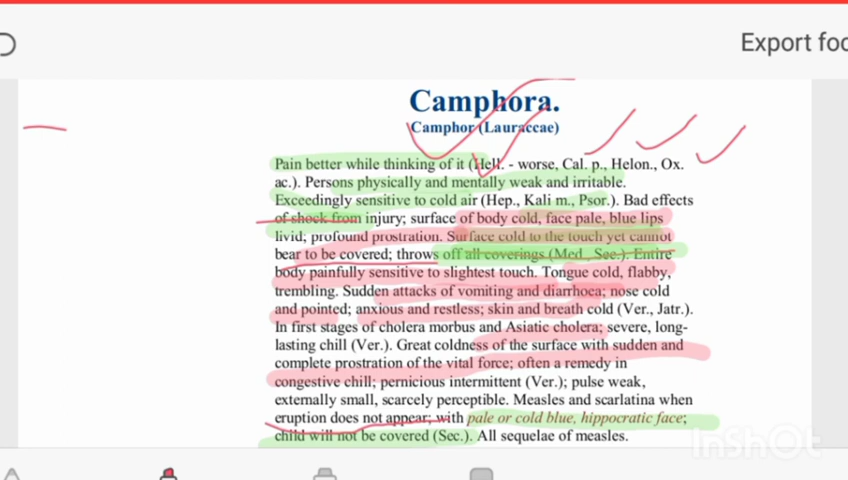 Export foc
Camphora.
Camphor (Lauraceae)
Pain better while thinking of it (Hell. - worse, Cal. p., Helon., Ox.
ac.). Persons physically and mentally weak and irritable.
Exceedingly sensitive to cold air (Hep., Kali m., Psor.). Bad effects
of shock from injury; surface of body cold, face pale, blue lips
livid; profound prostration. Surface cold to the touch yet cannot
bear to be covered; throws off all coverings (Med., Sec.). Entire
body painfully sensitive to slightest touch. Tongue cold, flabby,
trembling. Sudden attacks of vomiting and diarrhoea; nose cold
and pointed; anxious and restless; skin and breath cold (Ver., Jatr.).
In first stages of cholera morbus and Asiatic cholera; severe, long-
lasting chill (Ver.). Great coldness of the surface with sudden and
complete prostration of the vital force; often a remedy in
congestive chill; pernicious intermittent (Ver.); pulse weak,
externally small, scarcely perceptible. Measles and scarlatina when
eruption does not appear; with pale or cold blue, hippocratic face;
child will not be covered (Sec.). All sequelae of measles.
InShOt